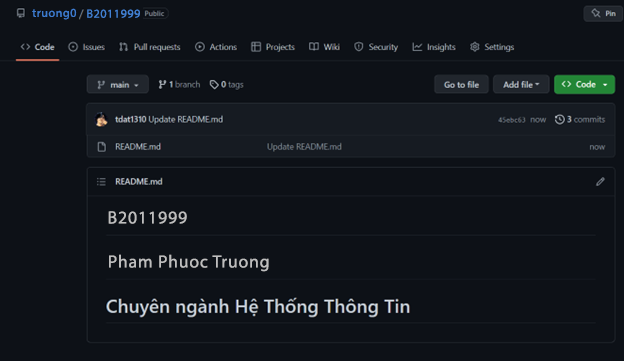 truong0 / B2011999 Public
Pin
Code Issues Pull requests Actions Projects Wiki Security Insights Settings
main 1 branch 0 tags Go to file Add file Code
tdat1310 Update README.md 45ebc63 now 3 commits
README.md Update README.md now
README.md
B2011999
Pham Phuoc Truong
Chuyên ngành Hệ Thống Thông Tin